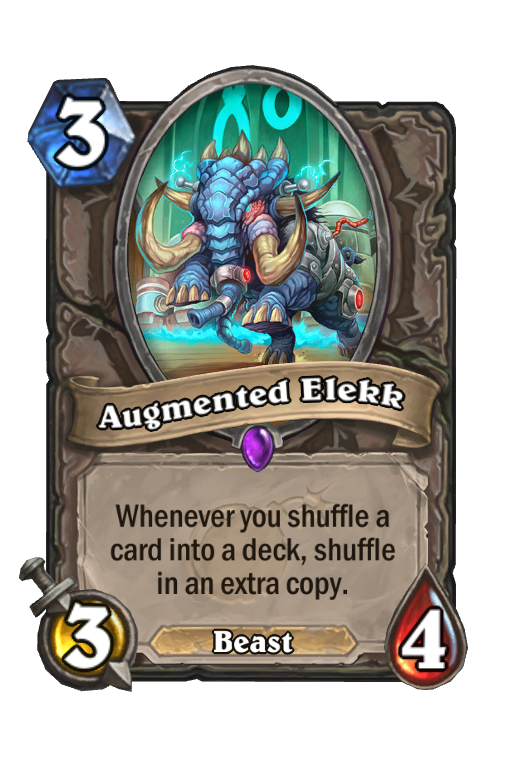 3
Augmented Elekk
Whenever you shuffle a
card into a deck, shuffle
in an extra copy.
3
Beast
4